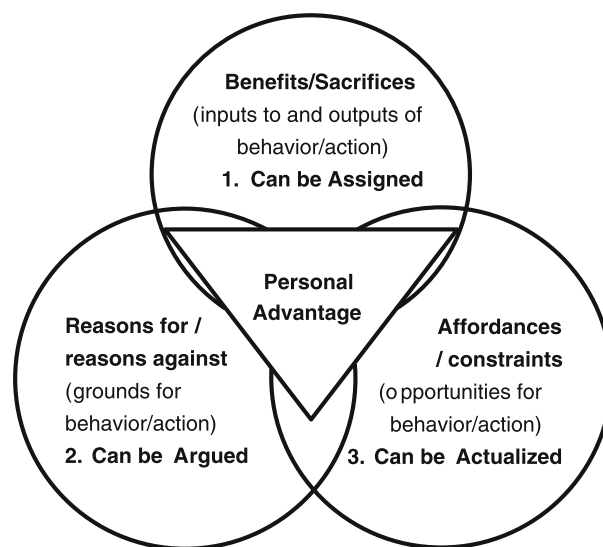 Benefits/Sacrifices
(inputs to and outputs of
behavior/action)
1. Can be Assigned
Personal
Advantage
Reasons for /
reasons against
(grounds for
behavior/action)
2. Can be Argued
Affordances
/ constraints
(opportunities for
behavior/action)
3. Can be Actualized